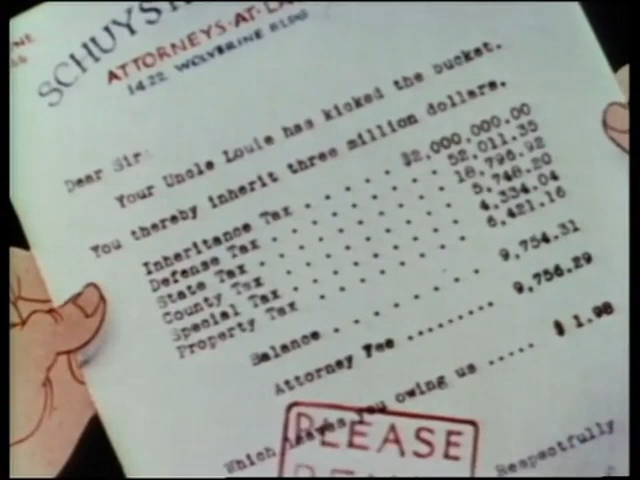 ATTORNEYS-AT-LA
1422 WOLVERINE BLDG
Dear Sir:
Your Uncle Louie has kicked the bucket.
You thereby inherit three million dollars.
Inheritance Tax . . . . . . $2,000,000.00
Defense Tax . . . . . . . . 52,011.35
State Tax . . . . . . . . . 18,796.92
County Tax . . . . . . . . 5,748.20
Special Tax . . . . . . . . 4,334.04
Property Tax . . . . . . . 6,421.16
Balance . . . . . . . . 9,754.31
Attorney Fee ......... 9,756.29
Which leaves you owing us ..... $ 1.98
PLEASE
Respectfully